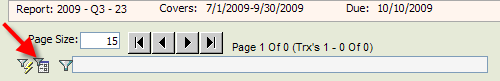 Report: 2009 - Q3 - 23 Covers: 7/1/2009-9/30/2009 Due: 10/10/2009
Page Size: 15 Page 1 Of 0 (Trx's 1 - 0 Of 0)